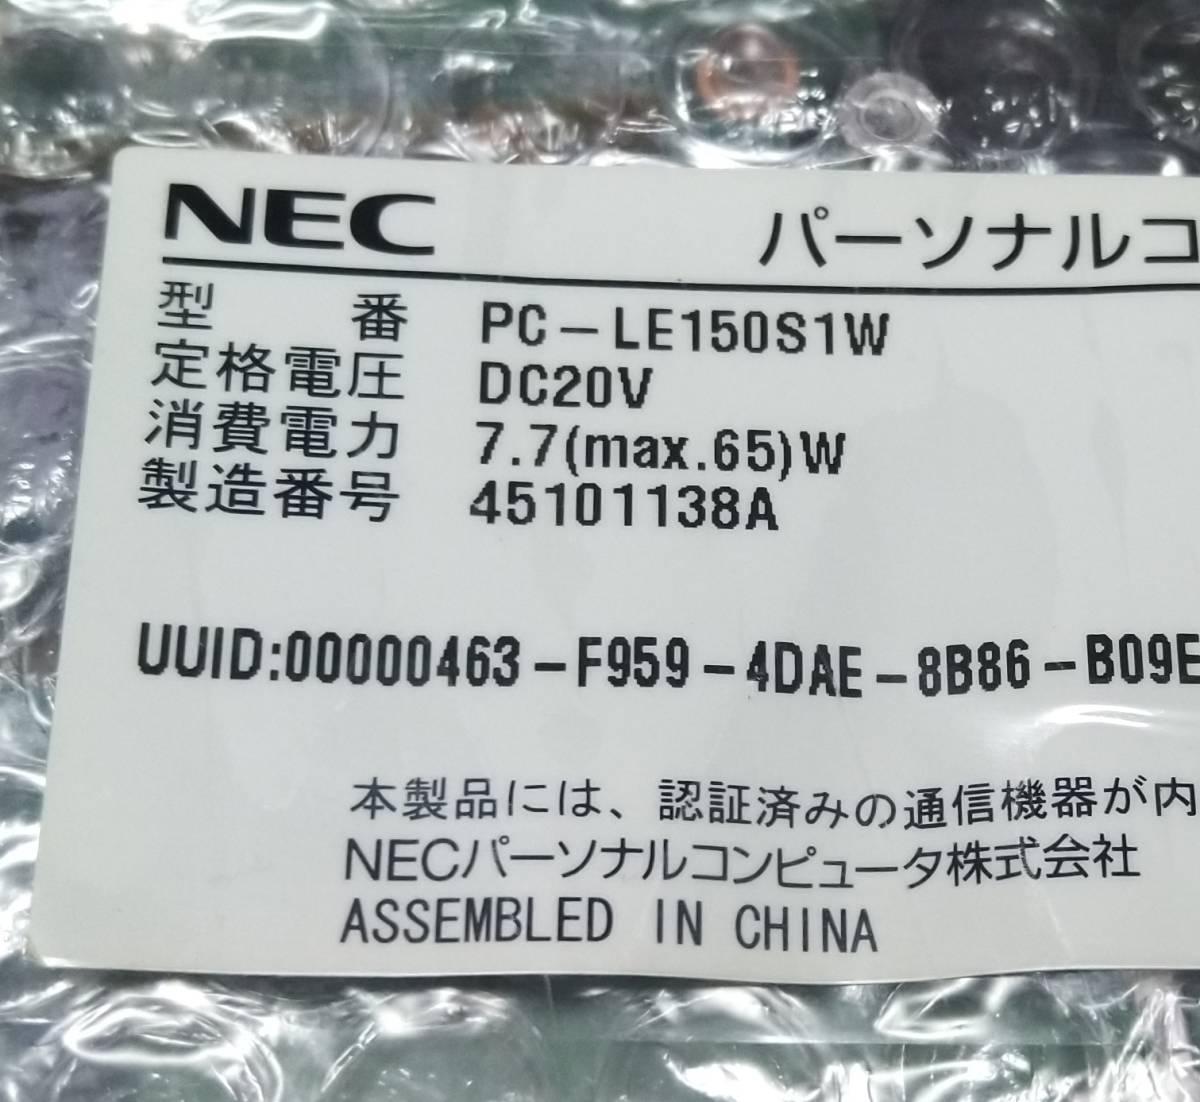 NEC パーソナルコ
型番 PC-LE150S1W
定格電圧 DC20V
消費電力 7.7(max.65)W
製造番号 45101138A
UUID:00000463-F959-4DAE-8B86-B09E
本製品には、認証済みの通信機器が内
NECパーソナルコンピュータ株式会社
ASSEMBLED IN CHINA